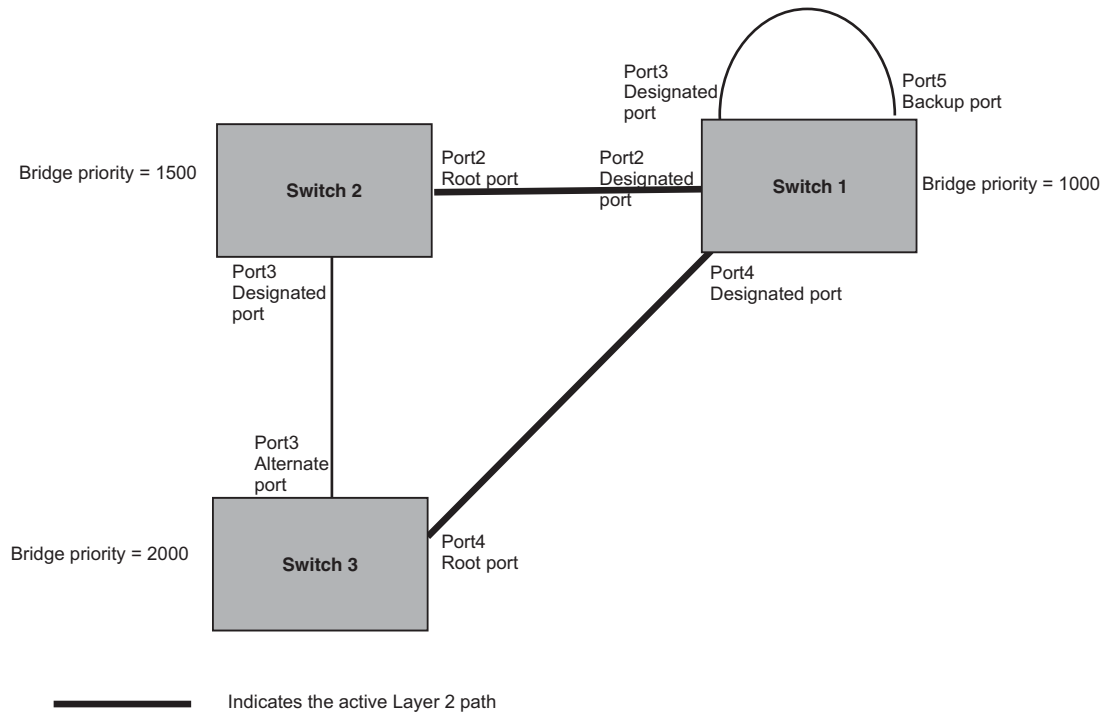 Port3
Designated
port
Port5
Backup port
Bridge priority = 1500
Switch 2
Port2
Root port
Port2
Designated
port
Switch 1
Bridge priority = 1000
Port3
Designated
port
Port4
Designated port
Port3
Alternate
port
Bridge priority = 2000
Switch 3
Port4
Root port
Indicates the active Layer 2 path